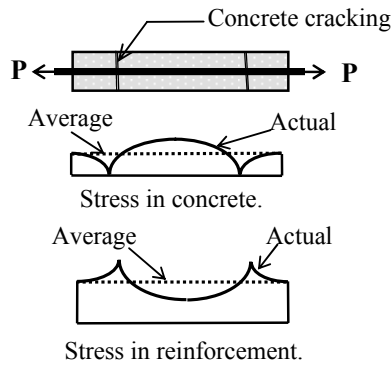 Concrete cracking
P
P
Average
Actual
Stress in concrete.
Average
Actual
Stress in reinforcement.